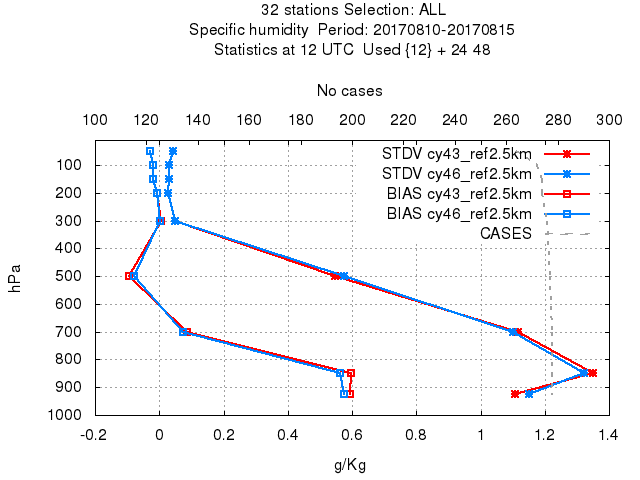 32 stations Selection: ALL
Specific humidity  Period: 20170810-20170815
Statistics at 12 UTC  Used {12} + 24 48
No cases
100 120 140 160 180 200 220 240 260 280 300
STDV cy43_ref2.5km
STDV cy46_ref2.5km
BIAS cy43_ref2.5km
BIAS cy46_ref2.5km
CASES
100
200
300
400
500
600
700
800
900
1000
hPa
-0.2 0 0.2 0.4 0.6 0.8 1 1.2 1.4
g/Kg